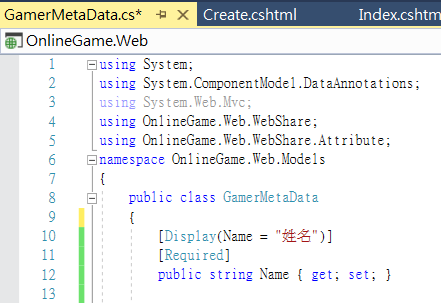 GamerMetaData.cs* Create.cshtml Index.cshtm
OnlineGame.Web
1 using System;
2 using System.ComponentModel.DataAnnotations;
3 using System.Web.Mvc;
4 using OnlineGame.Web.WebShare;
5 using OnlineGame.Web.WebShare.Attribute;
6 namespace OnlineGame.Web.Models
7 {
8 public class GamerMetaData
9 {
10 [Display(Name = "姓名")]
11 [Required]
12 public string Name { get; set; }
13